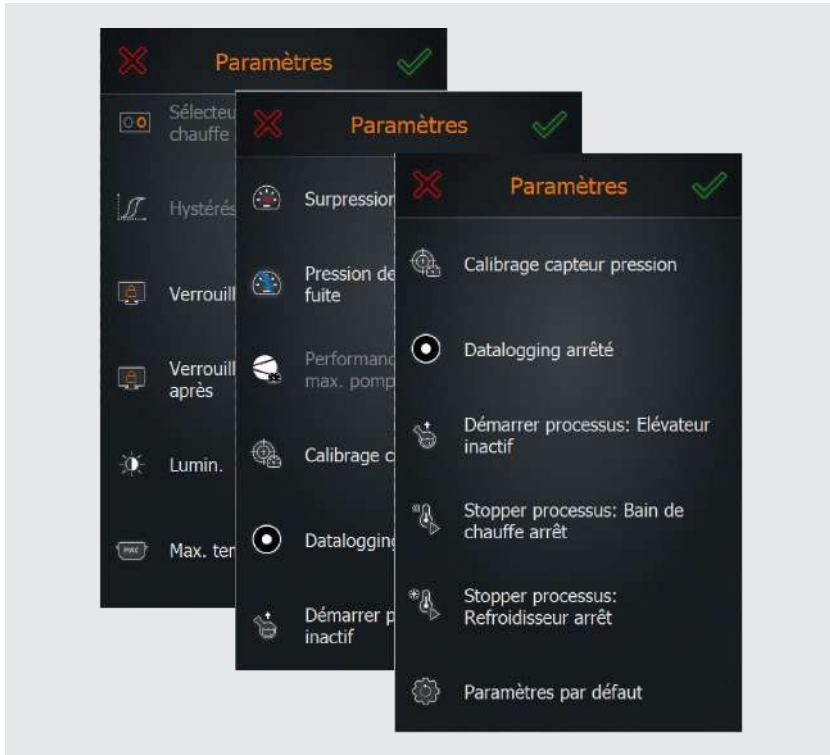 Paramètres
Sélecteu
chauffe
Hystérés
Verrouill
Verrouill
après
Lumin.
MAX
Max. ter
Paramètres
Surpression
Pression de
fuite
Performanc
max. pomp
Calibrage c
Datalogging
Démarrer p
inactif
Paramètres
Calibrage capteur pression
Datalogging arrêté
Démarrer processus: Elévateur
inactif
Stopper processus: Bain de
chauffe arrêt
Stopper processus:
Refroidisseur arrêt
Paramètres par défaut